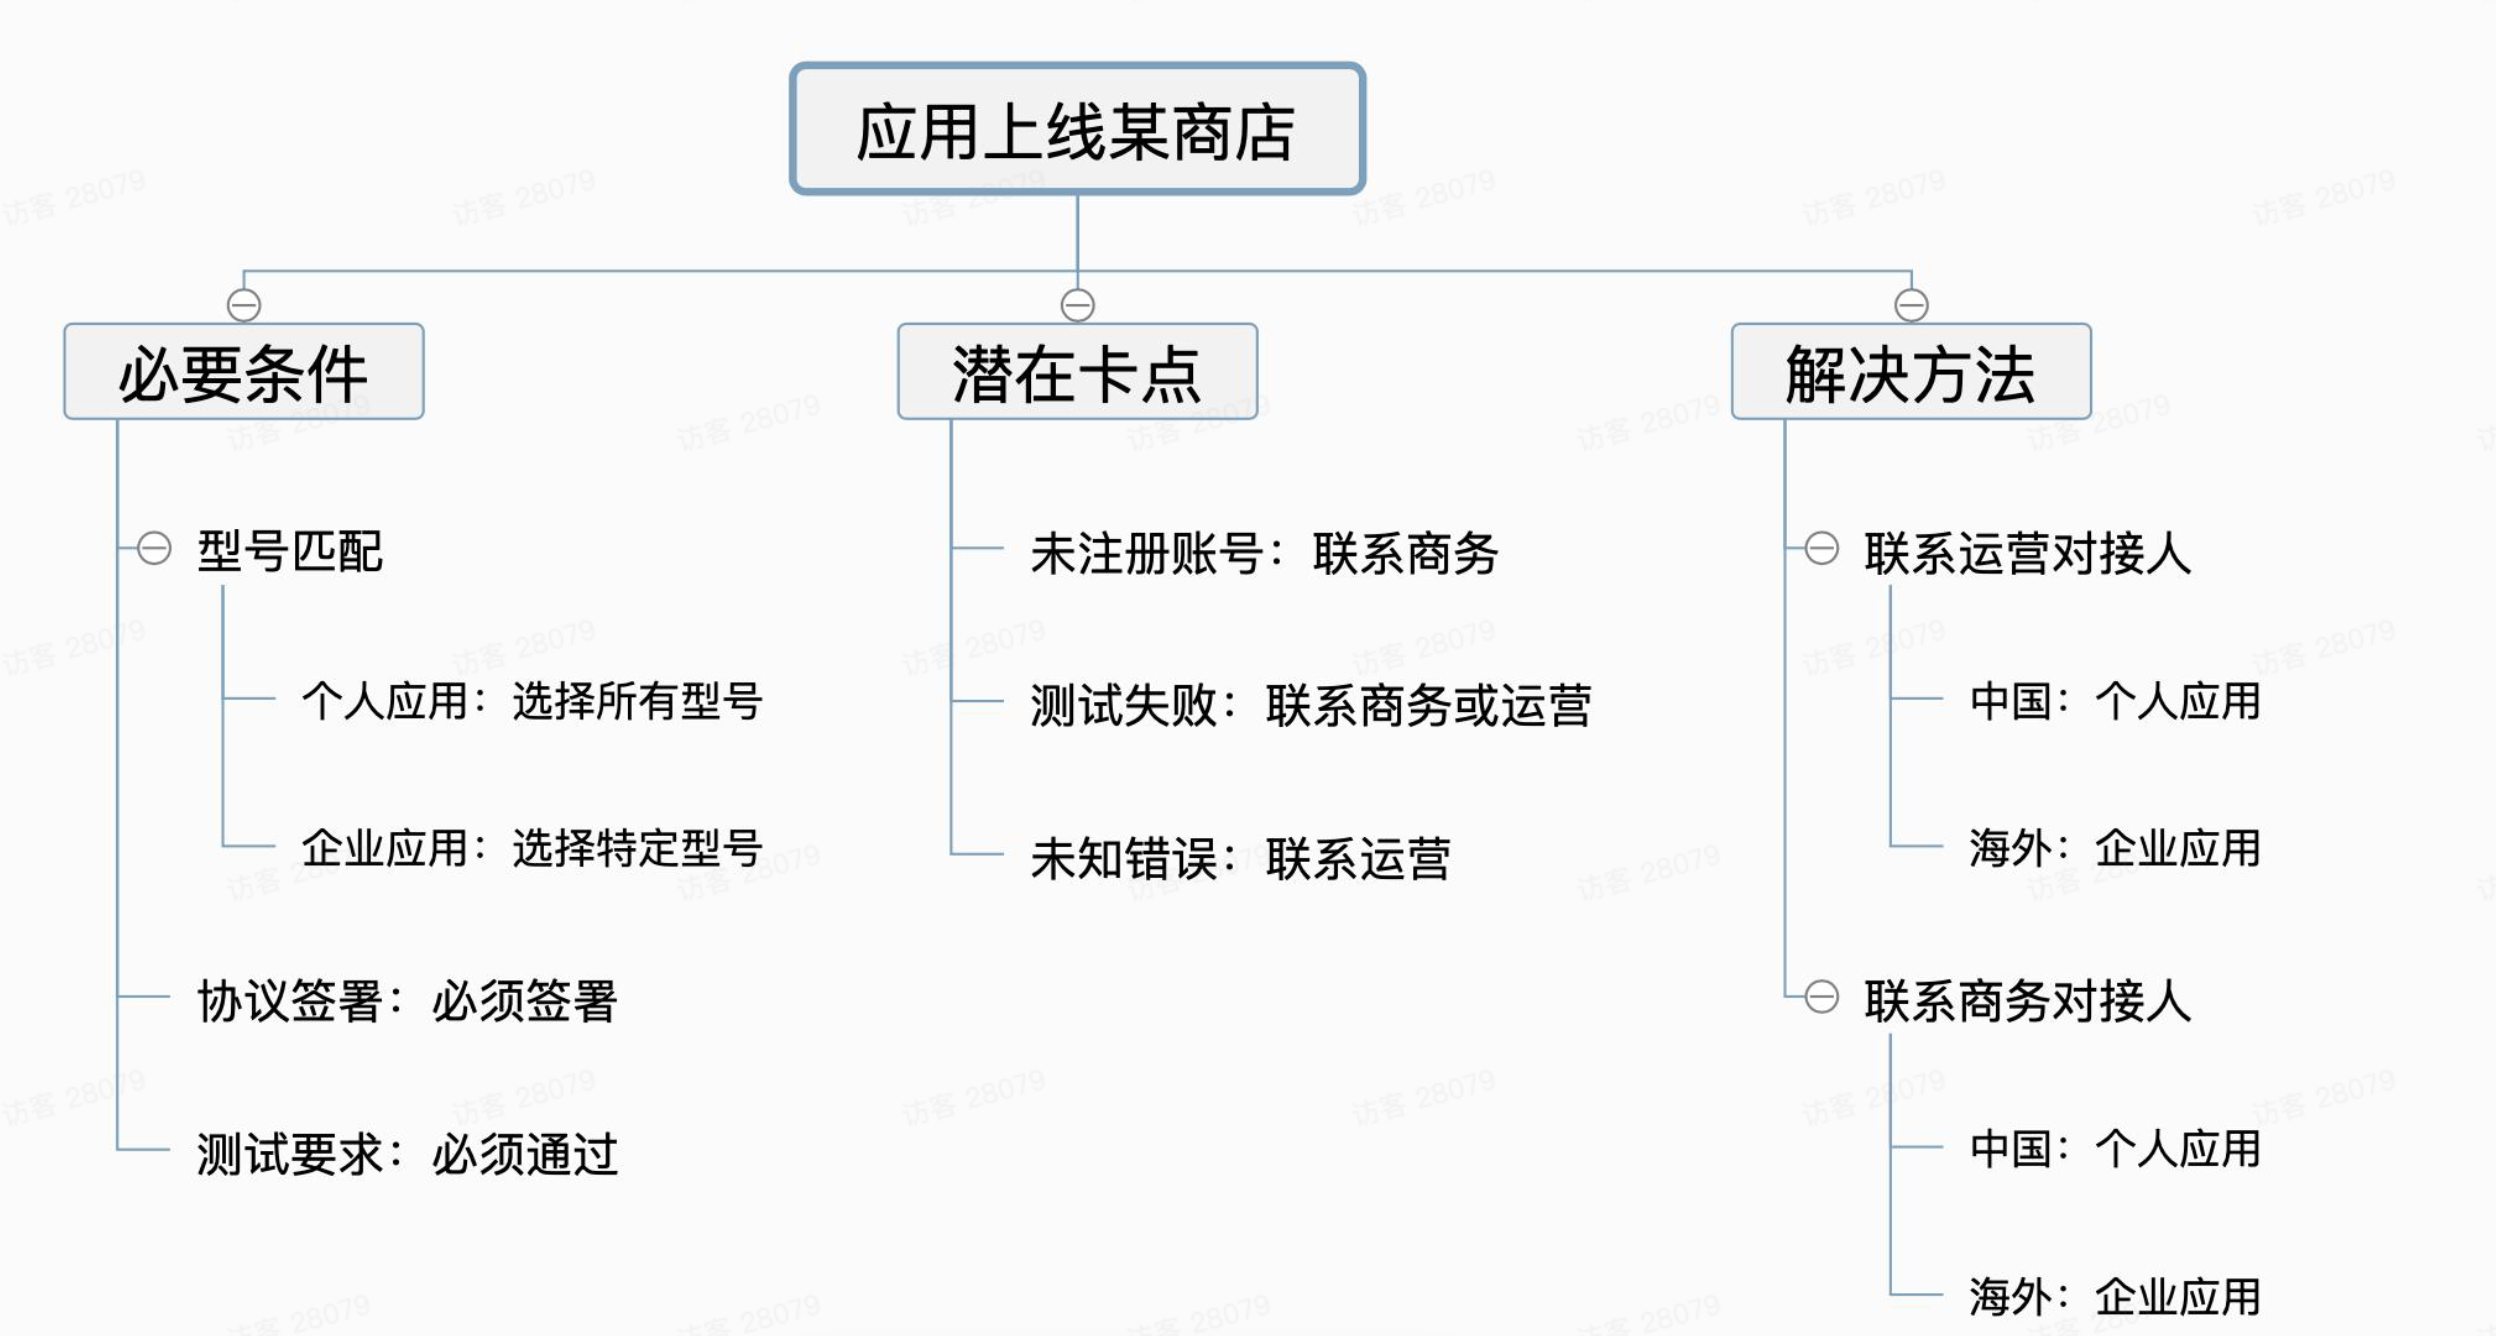 应用上线某商店
必要条件
型号匹配
个人应用：选择所有型号
企业应用：选择特定型号
协议签署：必须签署
测试要求：必须通过
潜在卡点
未注册账号：联系商务
测试失败：联系商务或运营
未知错误：联系运营
解决方法
联系运营对接人
中国：个人应用
海外：企业应用
联系商务对接人
中国：个人应用
海外：企业应用
访客 28079